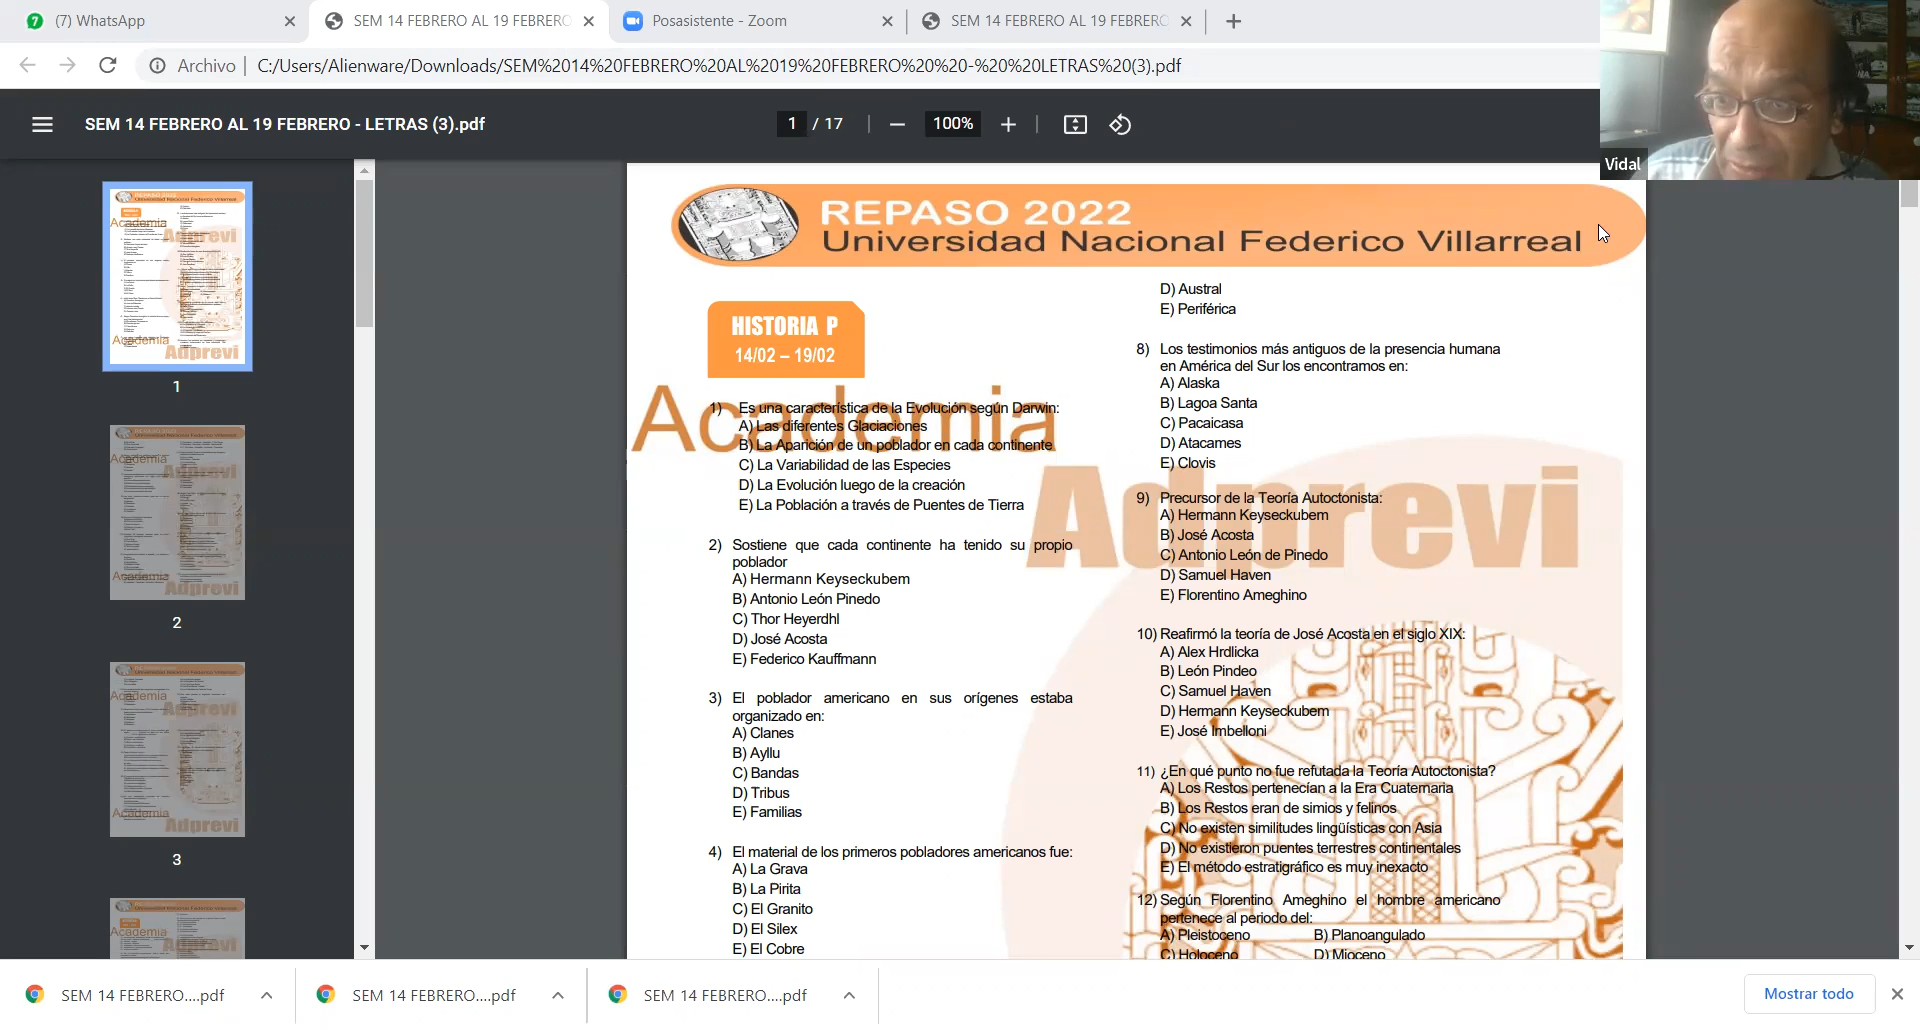 (7) WhatsApp
SEM 14 FEBRERO AL 19 FEBRERO
Posasistente - Zoom
SEM 14 FEBRERO AL 19 FEBRERO
Archivo
C:/Users/Alienware/Downloads/SEM%2014%20FEBRERO%20AL%2019%20FEBRERO%20%20-%20%20LETRAS%20(3).pdf
SEM 14 FEBRERO AL 19 FEBRERO - LETRAS (3).pdf
1 / 17
100%
Vidal
1
2
3
REPASO 2022
Universidad Nacional Federico Villarreal
HISTORIA P
14/02 – 19/02
Academia
Adprevi
1) Es una característica de la Evolución según Darwin:
A) Las diferentes Glaciaciones
B) La Aparición de un poblador en cada continente
C) La Variabilidad de las Especies
D) La Evolución luego de la creación
E) La Población a través de Puentes de Tierra
2) Sostiene que cada continente ha tenido su propio
poblador
A) Hermann Keyseckubem
B) Antonio León Pinedo
C) Thor Heyerdhl
D) José Acosta
E) Federico Kauffmann
3) El poblador americano en sus orígenes estaba
organizado en:
A) Clanes
B) Ayllu
C) Bandas
D) Tribus
E) Familias
4) El material de los primeros pobladores americanos fue:
A) La Grava
B) La Pirita
C) El Granito
D) El Silex
E) El Cobre
D) Austral
E) Periférica
8) Los testimonios más antiguos de la presencia humana
en América del Sur los encontramos en:
A) Alaska
B) Lagoa Santa
C) Pacaicasa
D) Atacames
E) Clovis
9) Precursor de la Teoría Autoctonista:
A) Hermann Keyseckubem
B) José Acosta
C) Antonio León de Pinedo
D) Samuel Haven
E) Florentino Ameghino
10) Reafirmó la teoría de José Acosta en el siglo XIX:
A) Alex Hrdlicka
B) León Pindeo
C) Samuel Haven
D) Hermann Keyseckubem
E) José Imbelloni
11) ¿En qué punto no fue refutada la Teoría Autoctonista?
A) Los Restos pertenecían a la Era Cuaternaria
B) Los Restos eran de simios y felinos
C) No existen similitudes lingüísticas con Asia
D) No existieron puentes terrestres continentales
E) El método estratigráfico es muy inexacto
12) Según Florentino Ameghino el hombre americano
pertenece al periodo del:
A) Pleistoceno B) Planoangulado
C) Holoceno D) Mioceno
SEM 14 FEBRERO....pdf
SEM 14 FEBRERO....pdf
SEM 14 FEBRERO....pdf
Mostrar todo